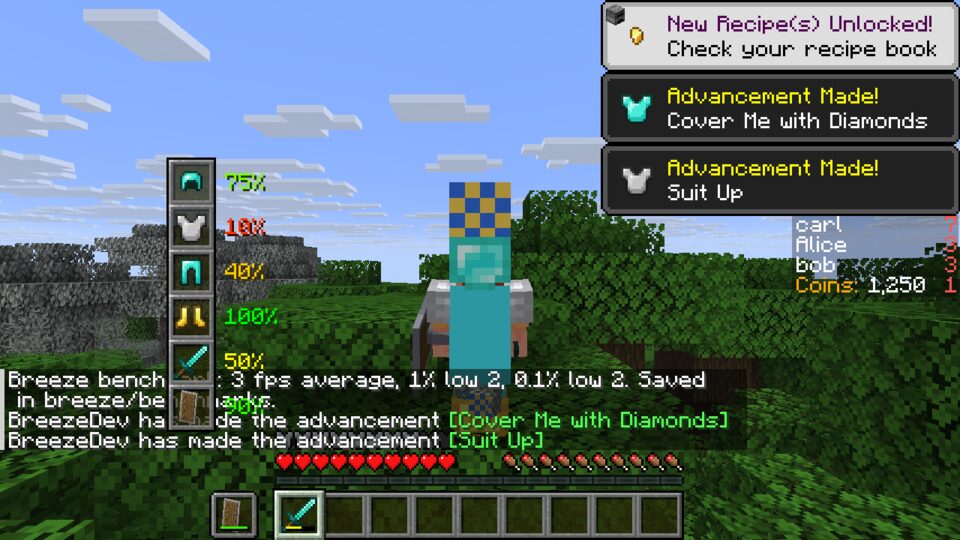 New Recipe(s) Unlocked!
Check your recipe book
Advancement Made!
Cover Me with Diamonds
Advancement Made!
Suit Up
75%
10%
40%
100%
50%
90%
carl 7
Alice 3
bob 3
Coins: 1,250 1
Breeze bench : 3 fps average, 1% low 2, 0.1% low 2. Saved
in breeze/be rks.
BreezeDev ha de the advancement [Cover Me with Diamonds]
BreezeDev has made the advancement [Suit Up]